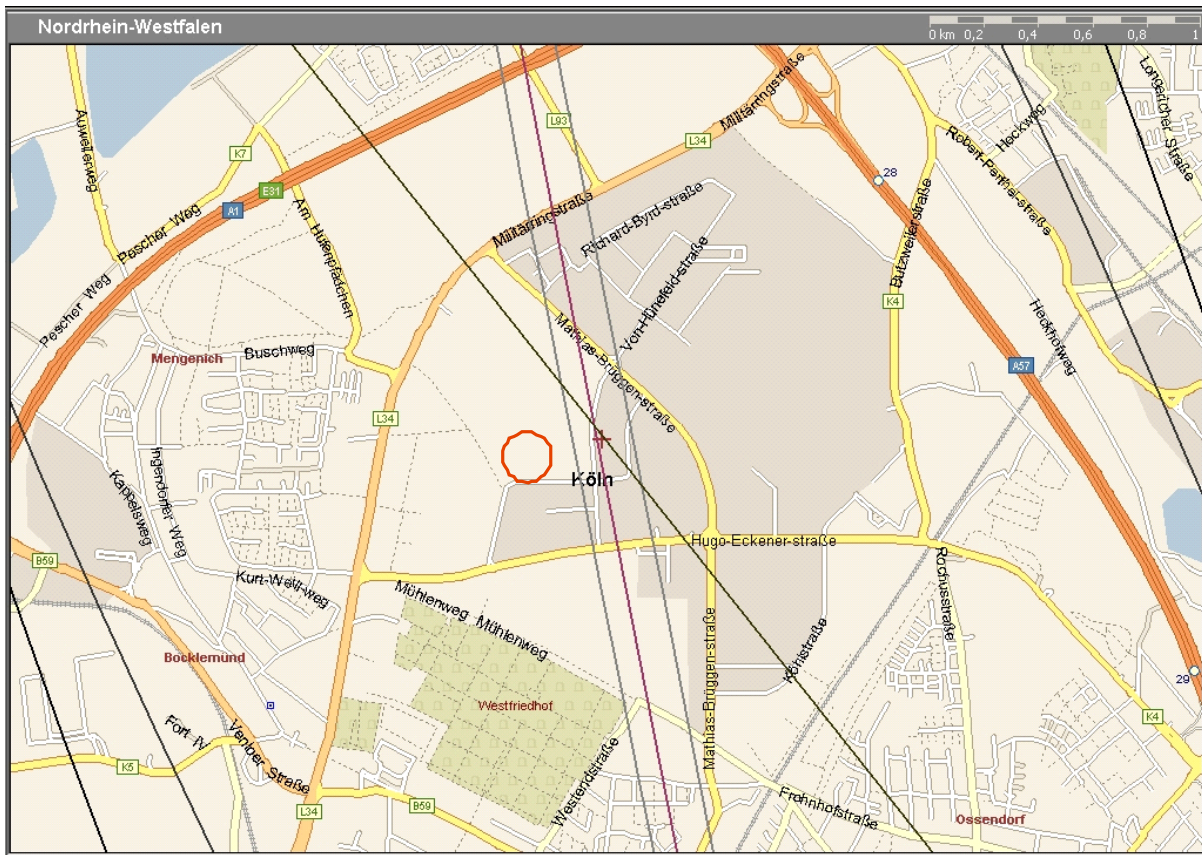 Nordrhein-Westfalen
0 km 0,2 0,4 0,6 0,8 1
Auweilerweg
K7
L93
Militärringstraße
L34
Robert-Perthel-straße
Heckweg
Longericher Straße
E31
A1
28
Pescher Weg
Am Hufenpfädchen
Militärringstraße
Richard-Byrd-straße
Butzweilerstraße
Von-Hünefeld-straße
K4
Pescher Weg
Mengenich
Buschweg
Mathias-Brüggen-straße
Heckhofweg
A57
L34
Kappelsweg
Ingendorfer Weg
Köln
Hugo-Eckener-straße
B59
Kurt-Weill-weg
Mühlenweg Mühlenweg
Rochusstraße
Bocklemünd
Köhlstraße
29
Westfriedhof
Mathias-Brüggen-straße
K4
Fort IV
Venloer Straße
K5
Westendstraße
L34
B59
Frohnhofstraße
Ossendorf